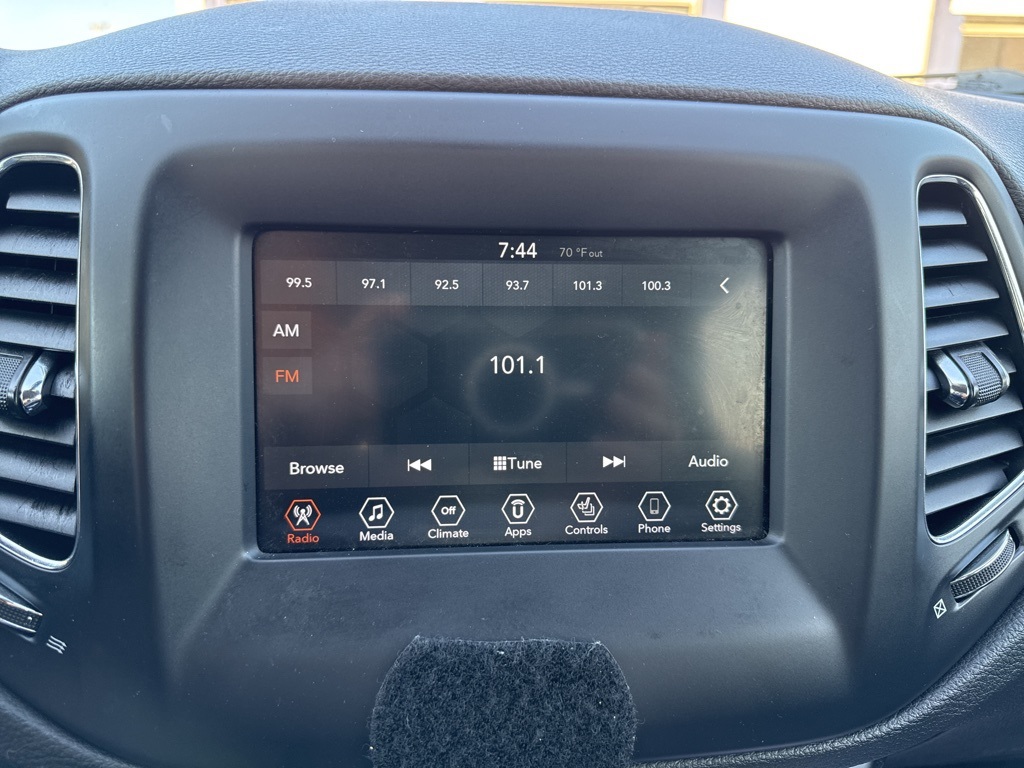 7:44 70 °F out
99.5 97.1 92.5 93.7 101.3 100.3
AM
101.1
FM
Browse Tune Audio
Off
Radio Media Climate Apps Controls Phone Settings